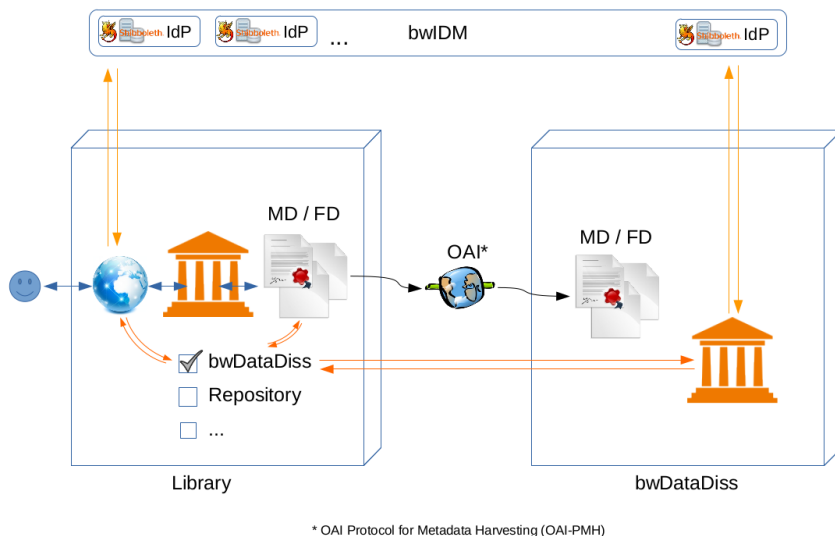 Shibboleth IdP
Shibboleth IdP
...
bwIDM
Shibboleth IdP
MD / FD
OAI*
MD / FD
bwDataDiss
Repository
...
Library
bwDataDiss
* OAI Protocol for Metadata Harvesting (OAI-PMH)